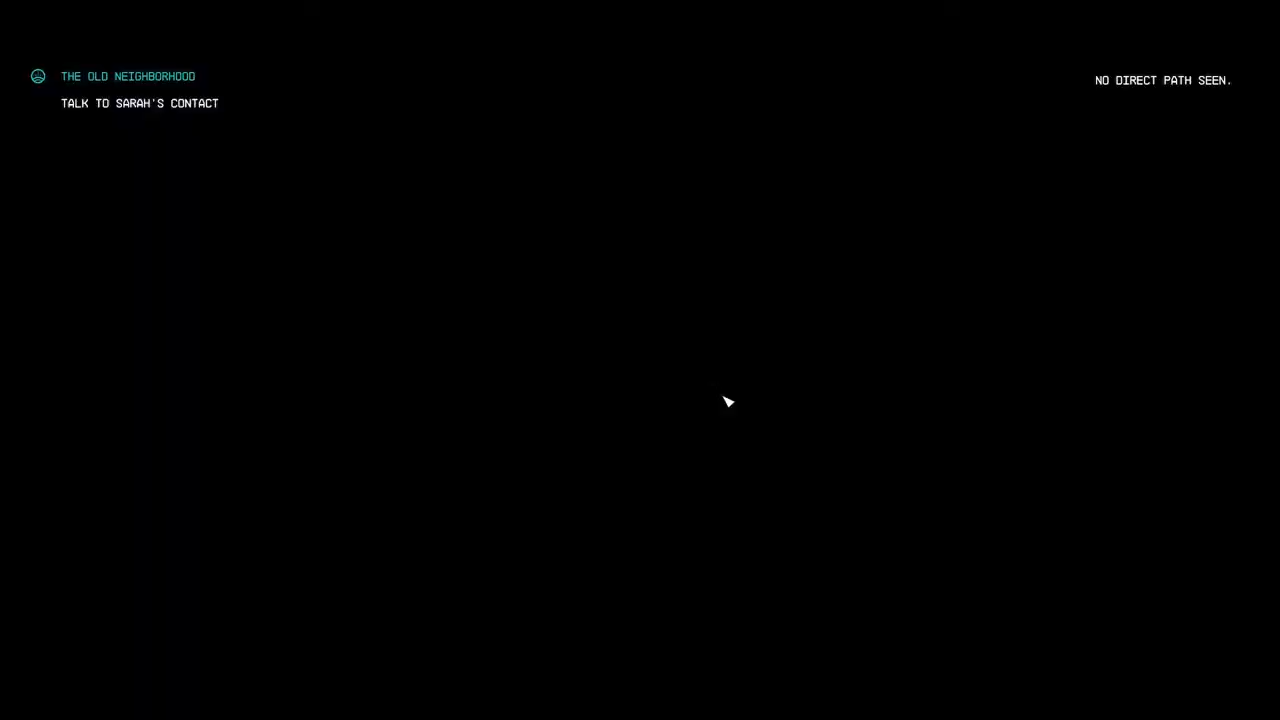 THE OLD NEIGHBORHOOD
TALK TO SARAH'S CONTACT
NO DIRECT PATH SEEN.